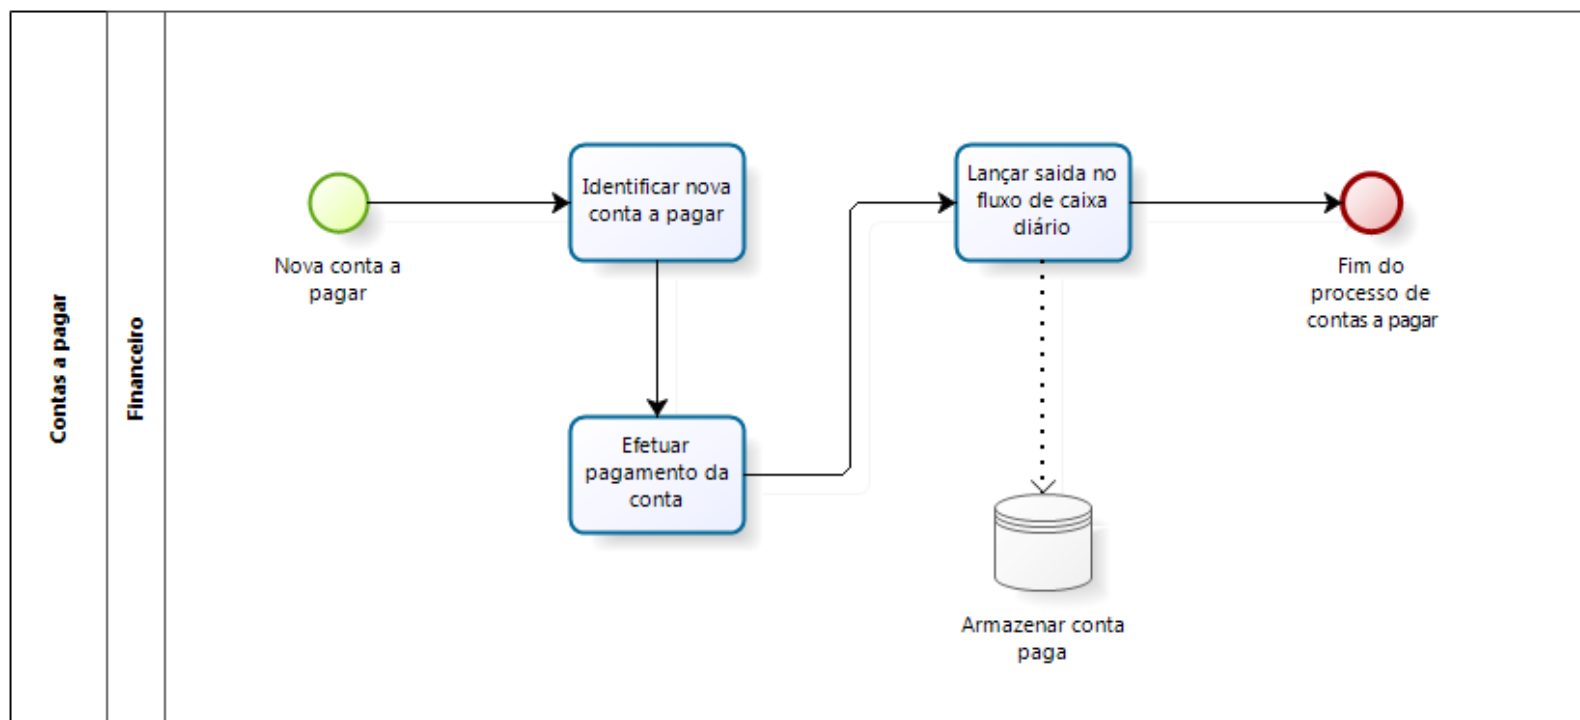 Contas a pagar
Financeiro
Nova conta a
pagar
Identificar nova
conta a pagar
Efetuar
pagamento da
conta
Lançar saida no
fluxo de caixa
diário
Armazenar conta
paga
Fim do
processo de
contas a pagar